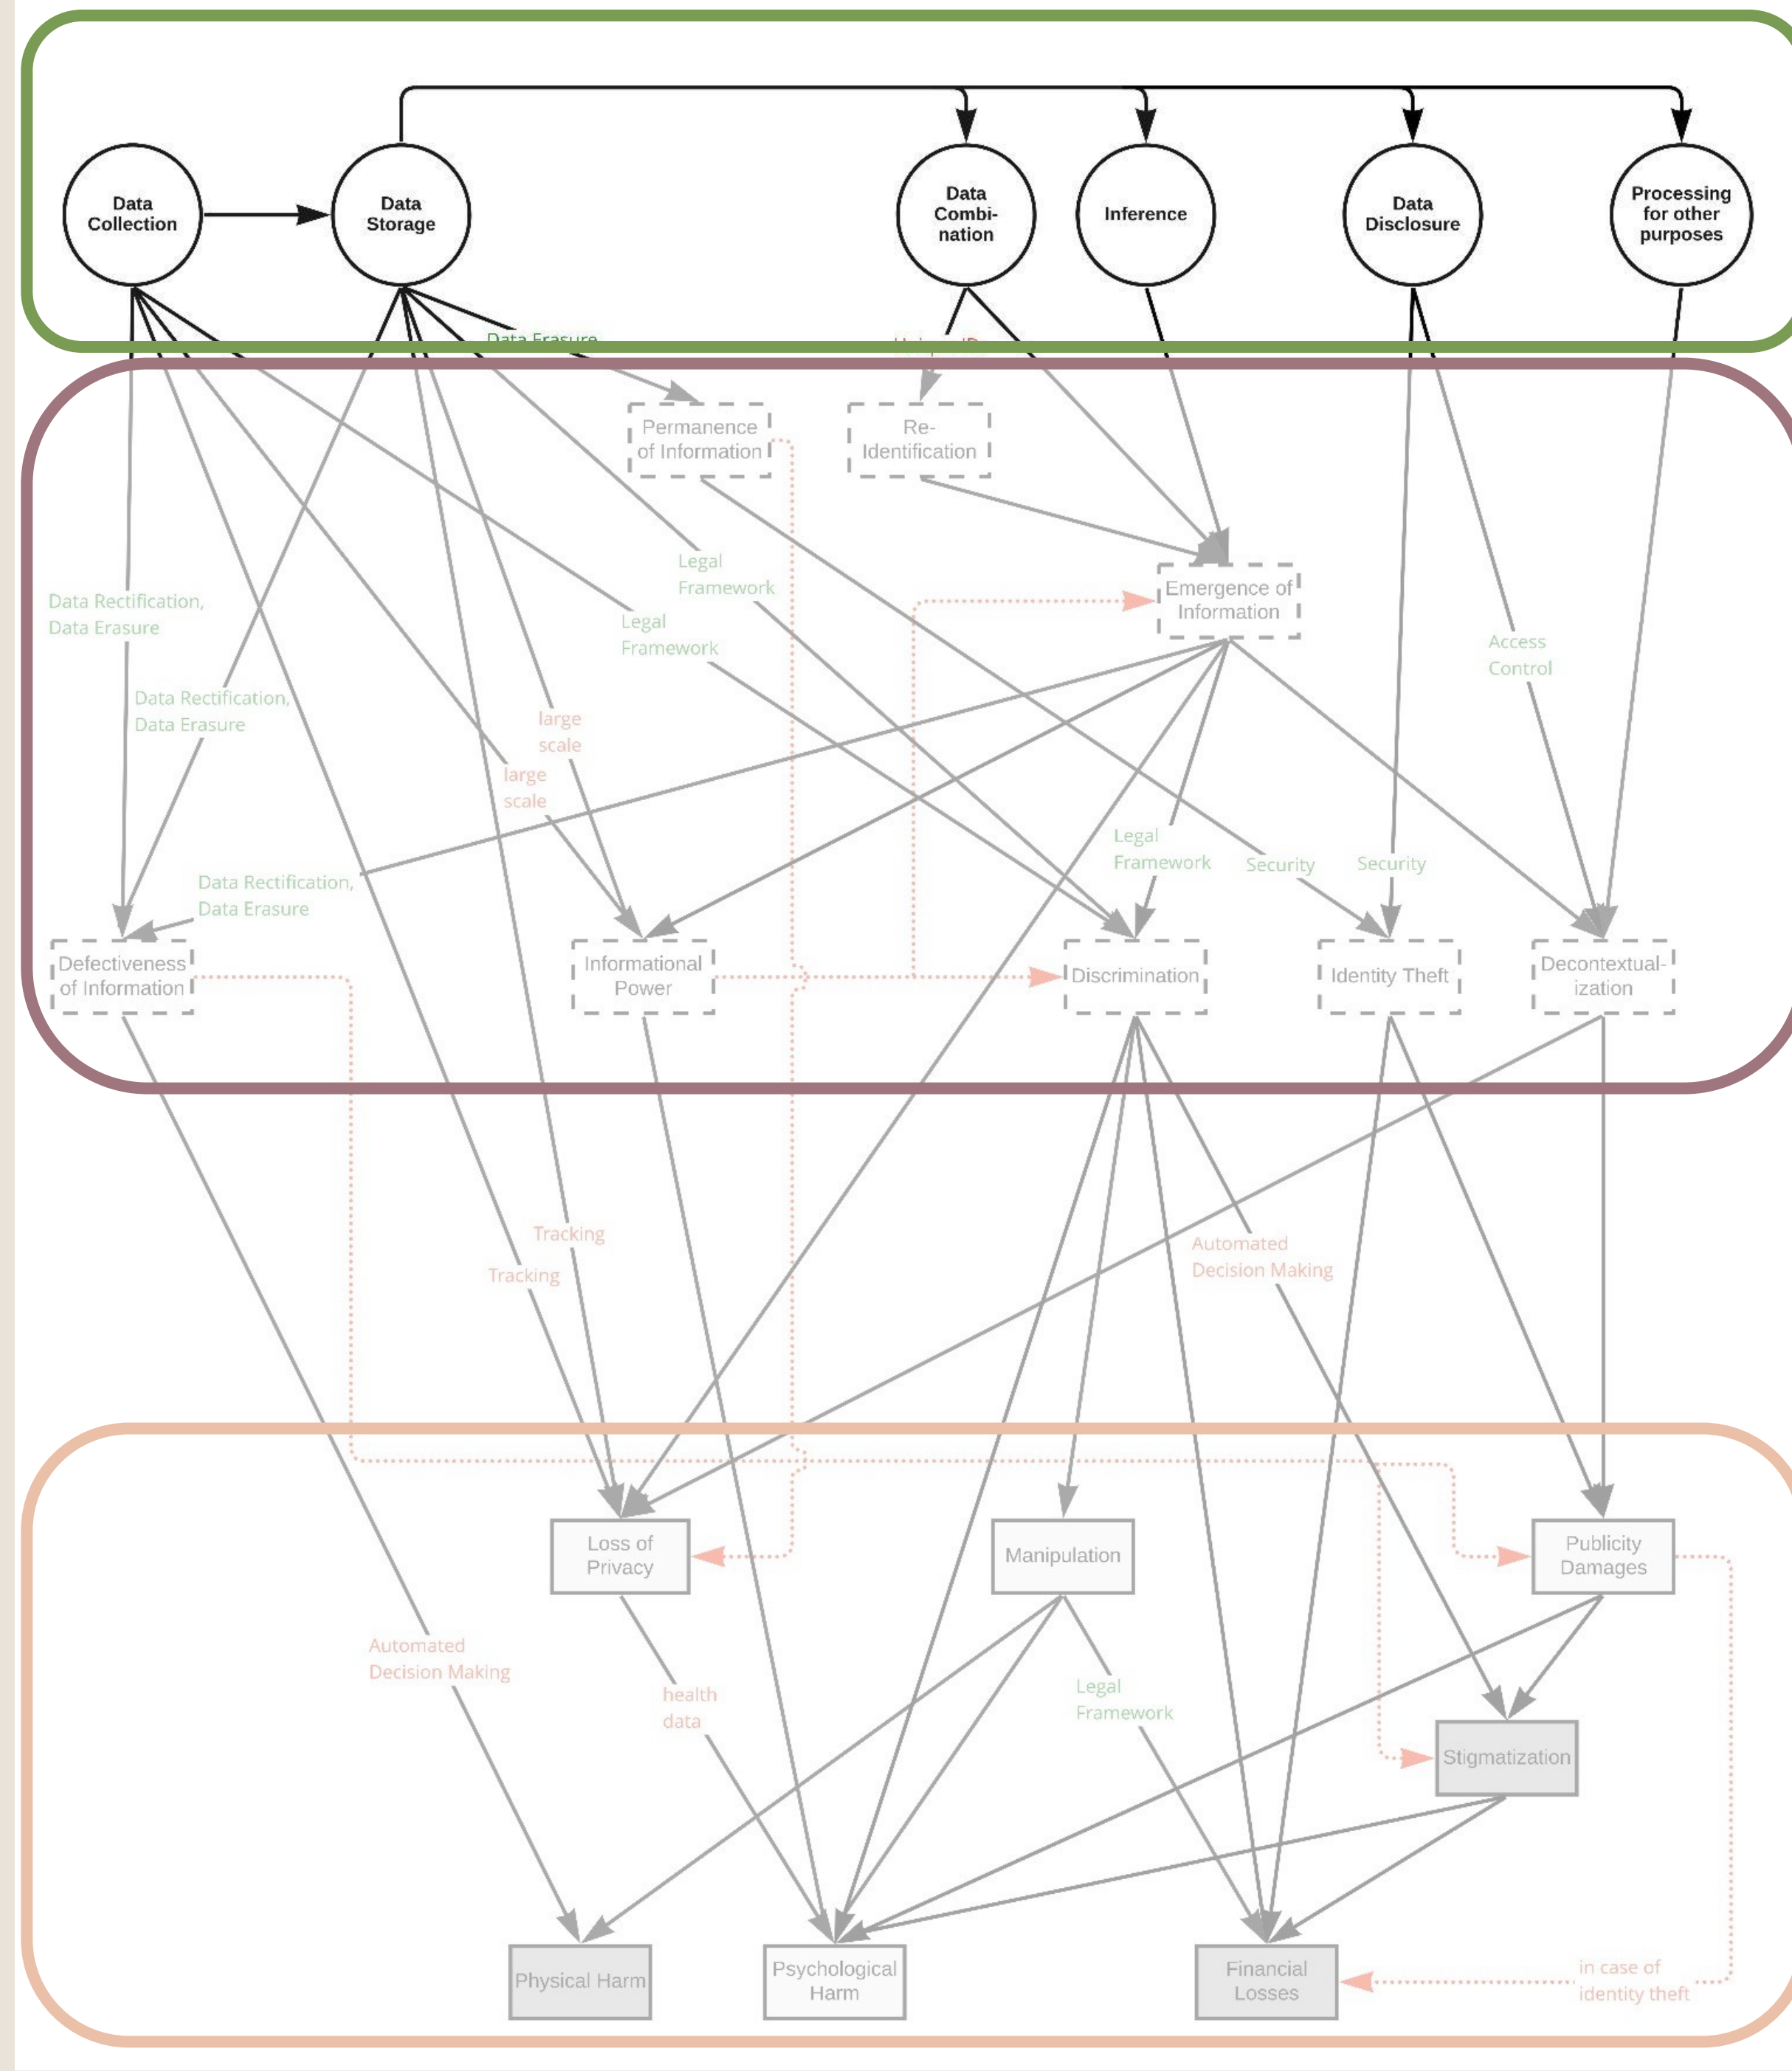 Data
Collection
Data
Storage
Data
Combi-
nation
Inference
Data
Disclosure
Processing
for other
purposes
Data Erasure
Permanence
of Information
Re-
Identification
Legal
Framework
Emergence of
Information
Data Rectification,
Data Erasure
Legal
Framework
Access
Control
Data Rectification,
Data Erasure
large
scale
large
scale
Legal
Framework
Security
Security
Data Rectification,
Data Erasure
Defectiveness
of Information
Informational
Power
Discrimination
Identity Theft
Decontextual-
ization
Tracking
Tracking
Automated
Decision Making
Loss of
Privacy
Manipulation
Publicity
Damages
Automated
Decision Making
health
data
Legal
Framework
Stigmatization
Physical Harm
Psychological
Harm
Financial
Losses
in case of
identity theft